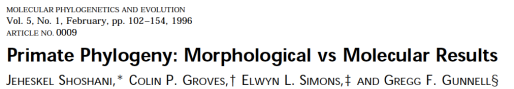 MOLECULAR PHYLOGENETICS AND EVOLUTION
Vol. 5, No. 1, February, pp. 102–154, 1996
ARTICLE NO. 0009
Primate Phylogeny: Morphological vs Molecular Results
JEHESKEL SHOSHANI,* COLIN P. GROVES,† ELWYN L. SIMONS,‡ AND GREGG F. GUNNELL§